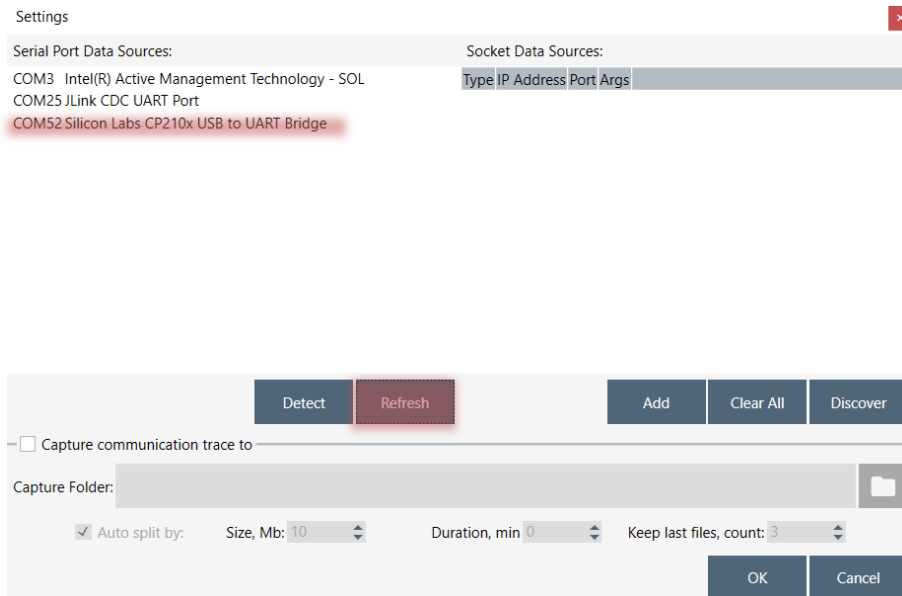 Settings
Serial Port Data Sources:
Socket Data Sources:
COM3 Intel(R) Active Management Technology - SOL
COM25 JLink CDC UART Port
COM52 Silicon Labs CP210x USB to UART Bridge
Type IP Address Port Args
Detect Refresh Add Clear All Discover
Capture communication trace to
Capture Folder:
Auto split by: Size, Mb: 10 Duration, min 0 Keep last files, count: 3
OK Cancel